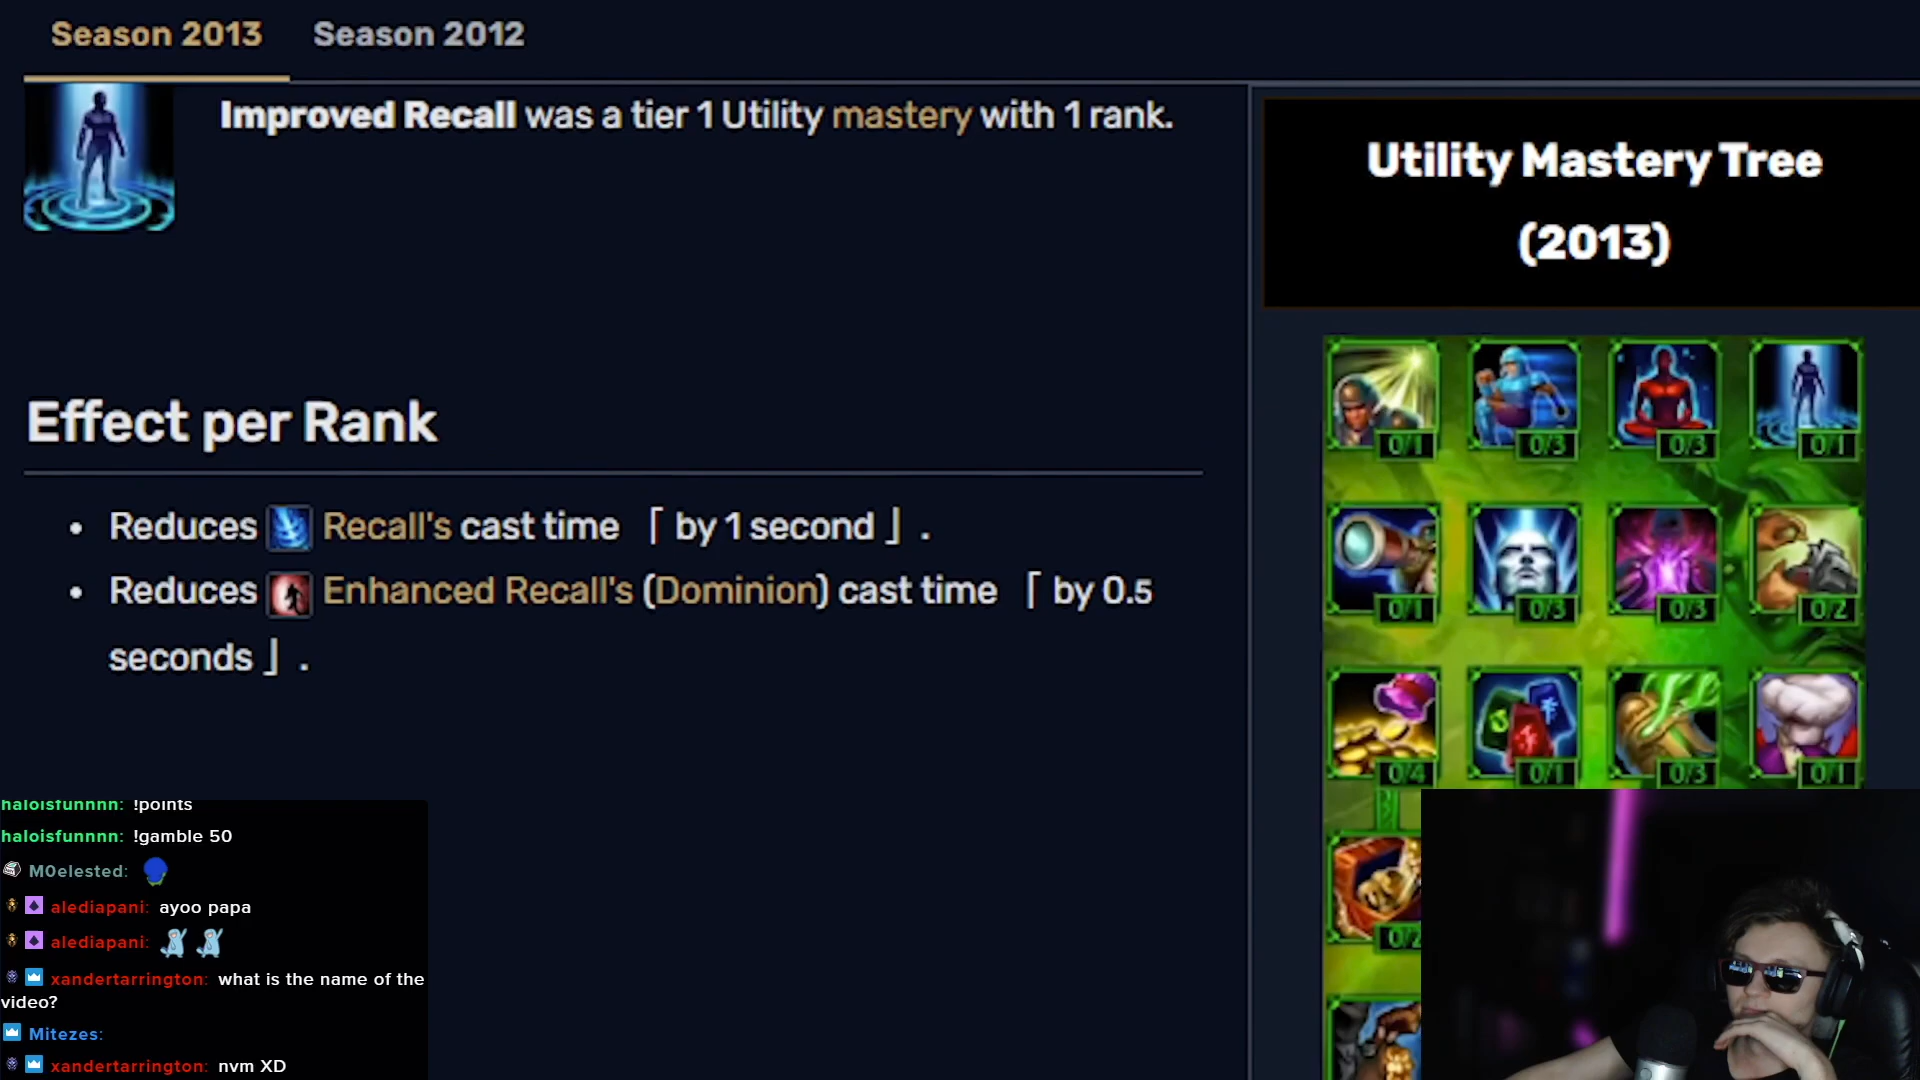 Season 2013 Season 2012
Improved Recall was a tier 1 Utility mastery with 1 rank.
Utility Mastery Tree
(2013)
Effect per Rank
• Reduces Recall's cast time ⌈ by 1 second ⌋ .
• Reduces Enhanced Recall's (Dominion) cast time ⌈ by 0.5
seconds ⌋ .
0/1 0/3 0/3 0/1
0/1 0/3 0/3 0/2
0/4 0/1 0/3 0/1
0/2
haloisfunnnn: !points
haloisfunnnn: !gamble 50
M0elested:
alediapani: ayoo papa
alediapani:
xandertarrington: what is the name of the
video?
Mitezes:
xandertarrington: nvm XD